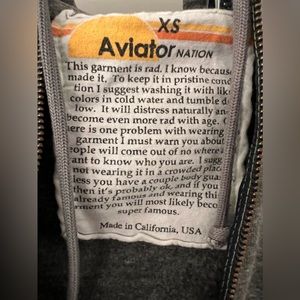 XS
Aviator NATION
This garment is rad. I know becaus
made it. To keep it in pristine cond
tion I suggest washing it with lik
colors in cold water and tumble d
low. It will distress naturally an
become even more rad with age.
ere is one problem with wearing
garment I must warn you about
eople will come out of no where
ant to know who you are. I sugg
not wearing it in a crowded plac
less you have a couple body gua
then it's probably ok, and if you
already famous and wearing this
rment you will most likely beco
super famous.
Made in California, USA